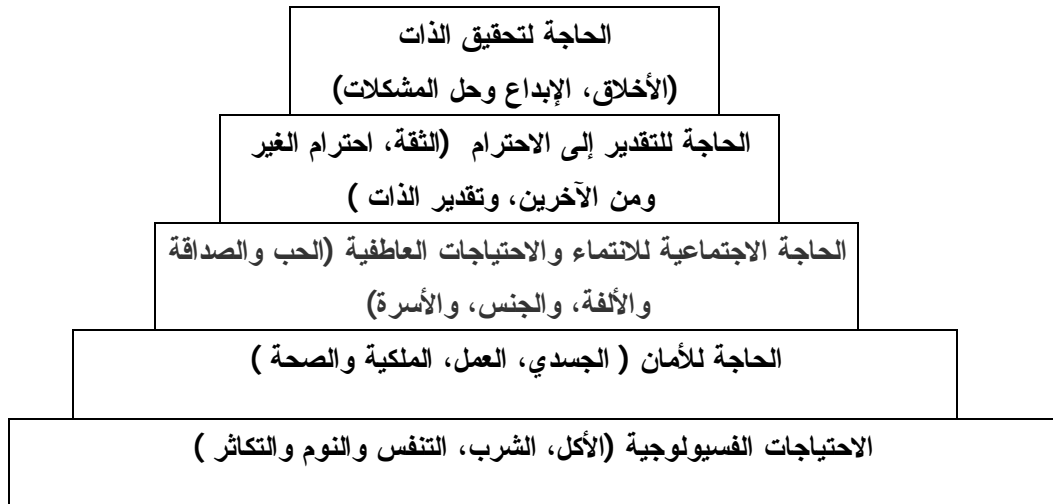 الحاجة لتحقيق الذات
(الأخلاق، الإبداع وحل المشكلات)
الحاجة للتقدير إلى الاحترام (الثقة، احترام الغير
ومن الآخرين، وتقدير الذات )
الحاجة الاجتماعية للانتماء والاحتياجات العاطفية (الحب والصداقة
والألفة، والجنس، والأسرة)
الحاجة للأمان ( الجسدي، العمل، الملكية والصحة )
الاحتياجات الفسيولوجية (الأكل، الشرب، التنفس والنوم والتكاثر )